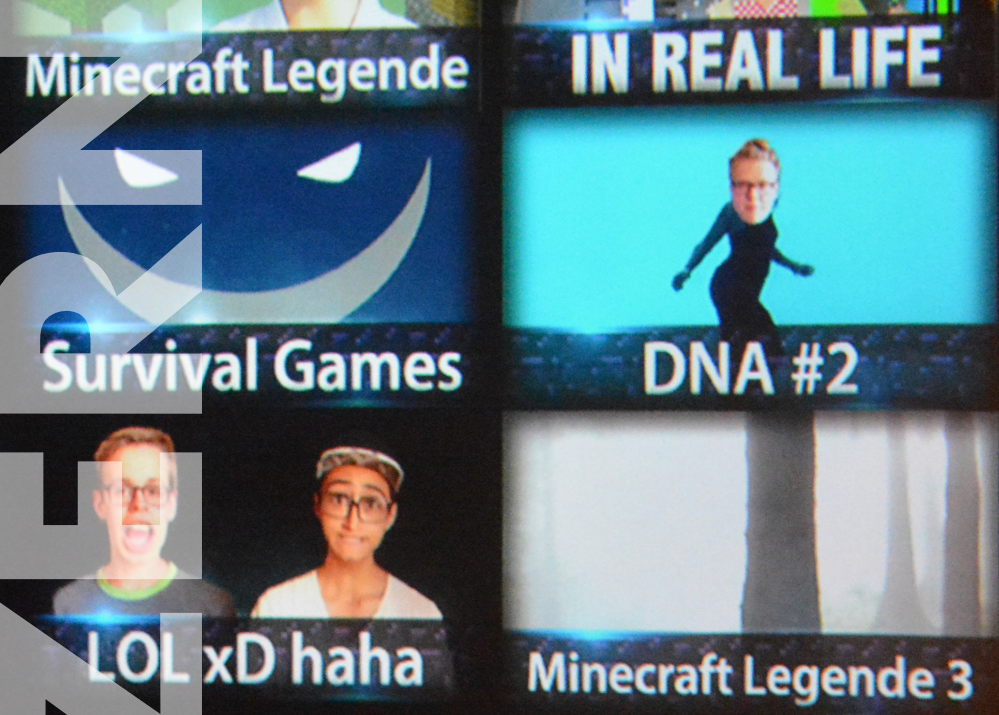 Minecraft Legende
IN REAL LIFE
Survival Games
DNA #2
LOL xD haha
Minecraft Legende 3